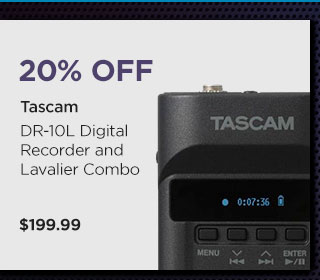 20% OFF
Tascam
DR-10L Digital
Recorder and
Lavalier Combo
$199.99
TASCAM
0:07:36
MENU
ENTER